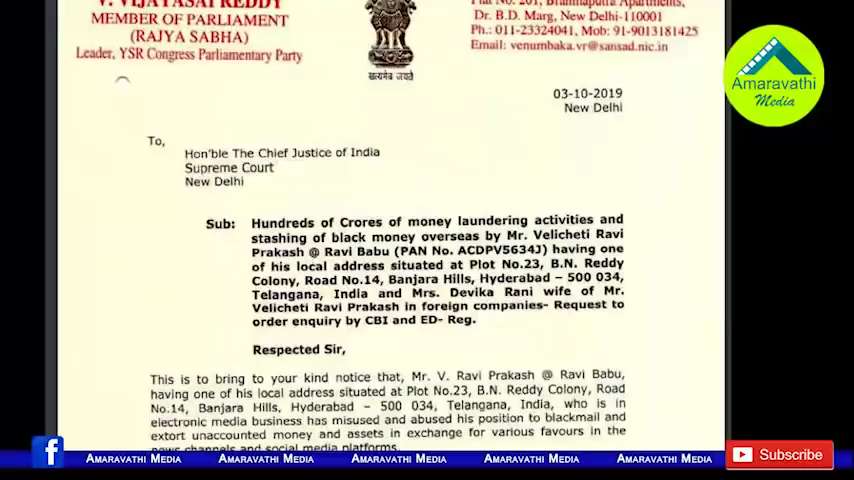 V. VIJAYASAI REDDY
MEMBER OF PARLIAMENT
(RAJYA SABHA)
Leader, YSR Congress Parliamentary Party
सत्यमेव जयते
Plot No. 201, Brahmaputra Apartments,
Dr. B.D. Marg, New Delhi-110001
Ph.: 011-23324041, Mob: 91-9013181425
Email: venumbaka.vr@sansad.nic.in
Amaravathi
Media
03-10-2019
New Delhi
To,
Hon'ble The Chief Justice of India
Supreme Court
New Delhi
Sub: Hundreds of Crores of money laundering activities and
stashing of black money overseas by Mr. Velicheti Ravi
Prakash @ Ravi Babu (PAN No. ACDPV5634J) having one
of his local address situated at Plot No.23, B.N. Reddy
Colony, Road No.14, Banjara Hills, Hyderabad – 500 034,
Telangana, India and Mrs. Devika Rani wife of Mr.
Velicheti Ravi Prakash in foreign companies- Request to
order enquiry by CBI and ED- Reg.
Respected Sir,
This is to bring to your kind notice that, Mr. V. Ravi Prakash @ Ravi Babu,
having one of his local address situated at Plot No.23, B.N. Reddy Colony, Road
No.14, Banjara Hills, Hyderabad – 500 034, Telangana, India, who is in
electronic media business has misused and abused his position to blackmail and
extort unaccounted money and assets in exchange for various favours in the
news channels and social media platforms.
f AMARAVATHI MEDIA AMARAVATHI MEDIA AMARAVATHI MEDIA AMARAVATHI MEDIA AMARAVATHI MEDIA Subscribe